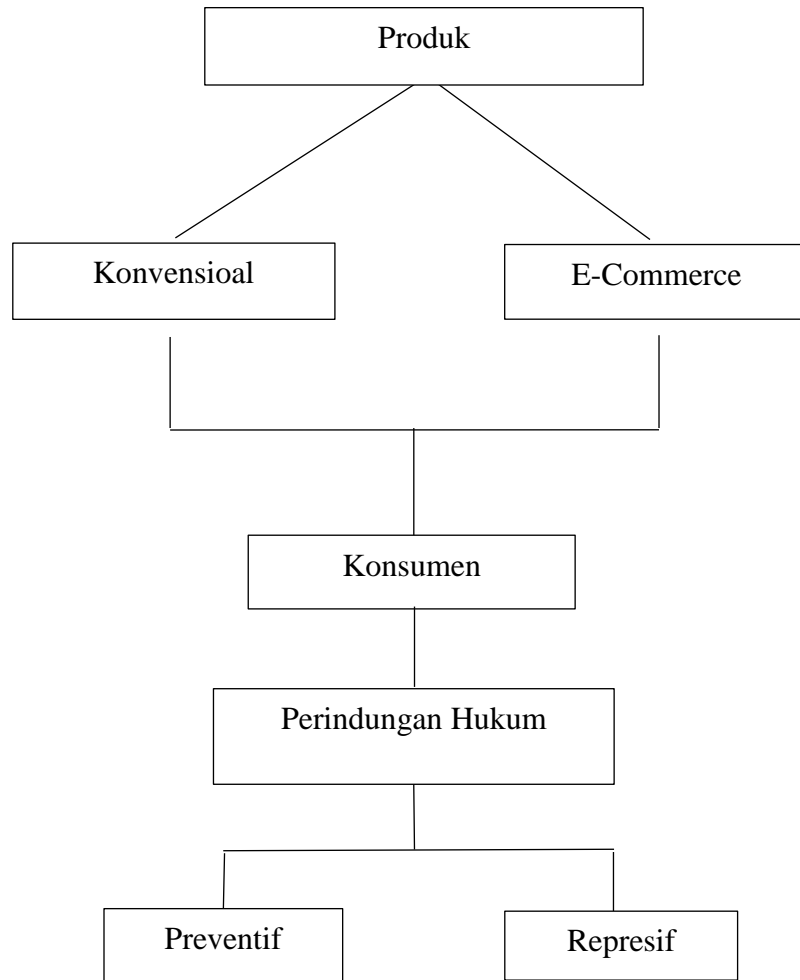 Produk
Konvensioal
E-Commerce
Konsumen
Perindungan Hukum
Preventif
Represif